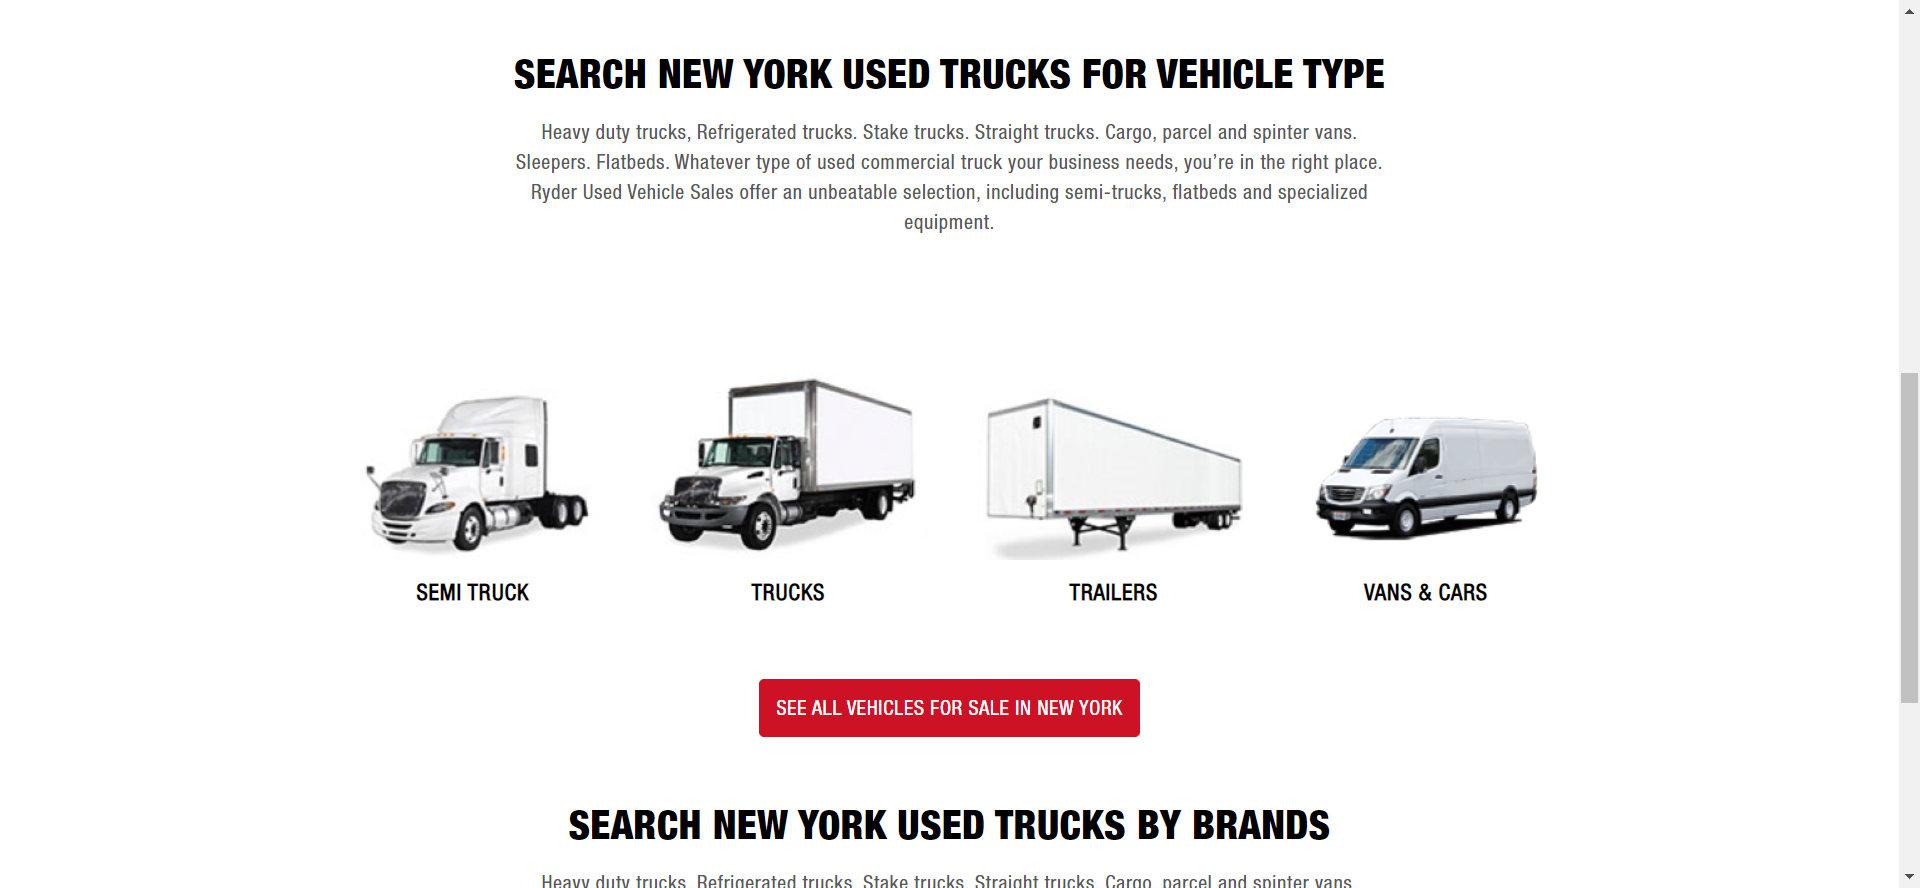 SEARCH NEW YORK USED TRUCKS FOR VEHICLE TYPE
Heavy duty trucks, Refrigerated trucks. Stake trucks. Straight trucks. Cargo, parcel and spinter vans.
Sleepers. Flatbeds. Whatever type of used commercial truck your business needs, you’re in the right place.
Ryder Used Vehicle Sales offer an unbeatable selection, including semi-trucks, flatbeds and specialized
equipment.
SEMI TRUCK
TRUCKS
TRAILERS
VANS & CARS
SEE ALL VEHICLES FOR SALE IN NEW YORK
SEARCH NEW YORK USED TRUCKS BY BRANDS
Heavy duty trucks, Refrigerated trucks. Stake trucks. Straight trucks. Cargo, parcel and spinter vans.